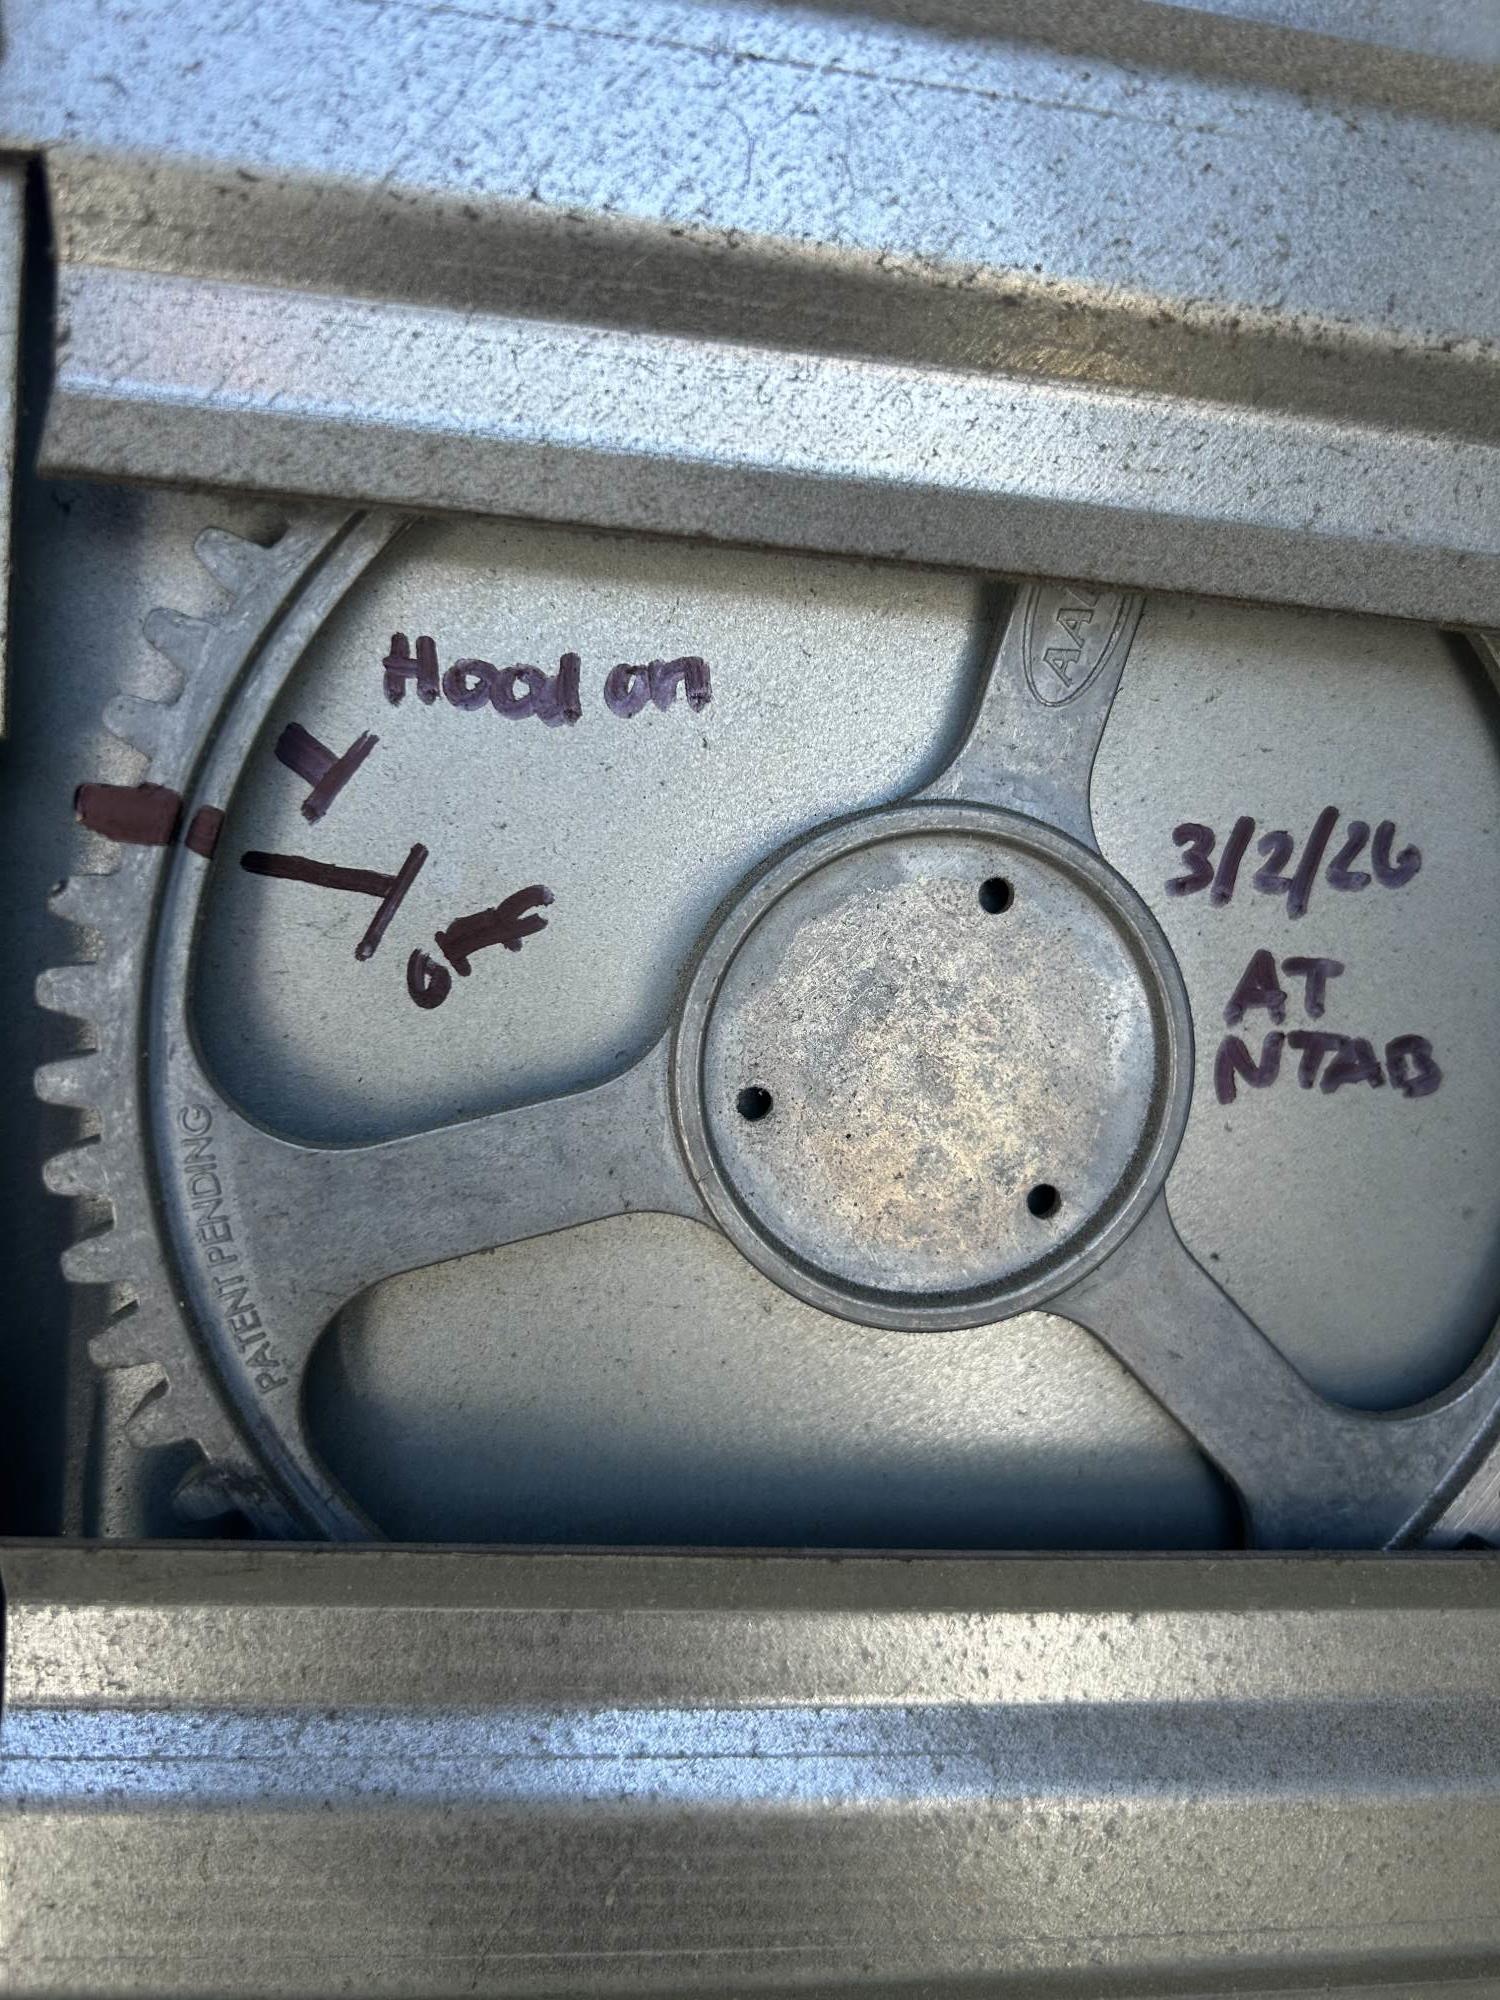 Hood on
off
3/2/26
AT
NTAB
PATENT PENDING